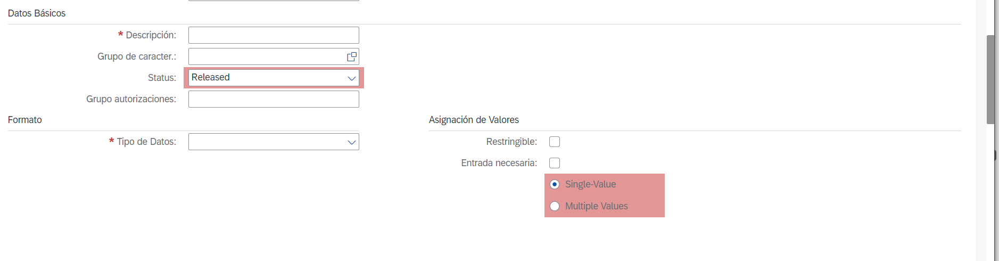 Datos Básicos
* Descripción:
Grupo de caracter.:
Status: Released
Grupo autorizaciones:
Formato
* Tipo de Datos:
Asignación de Valores
Restringible:
Entrada necesaria:
Single-Value
Multiple Values